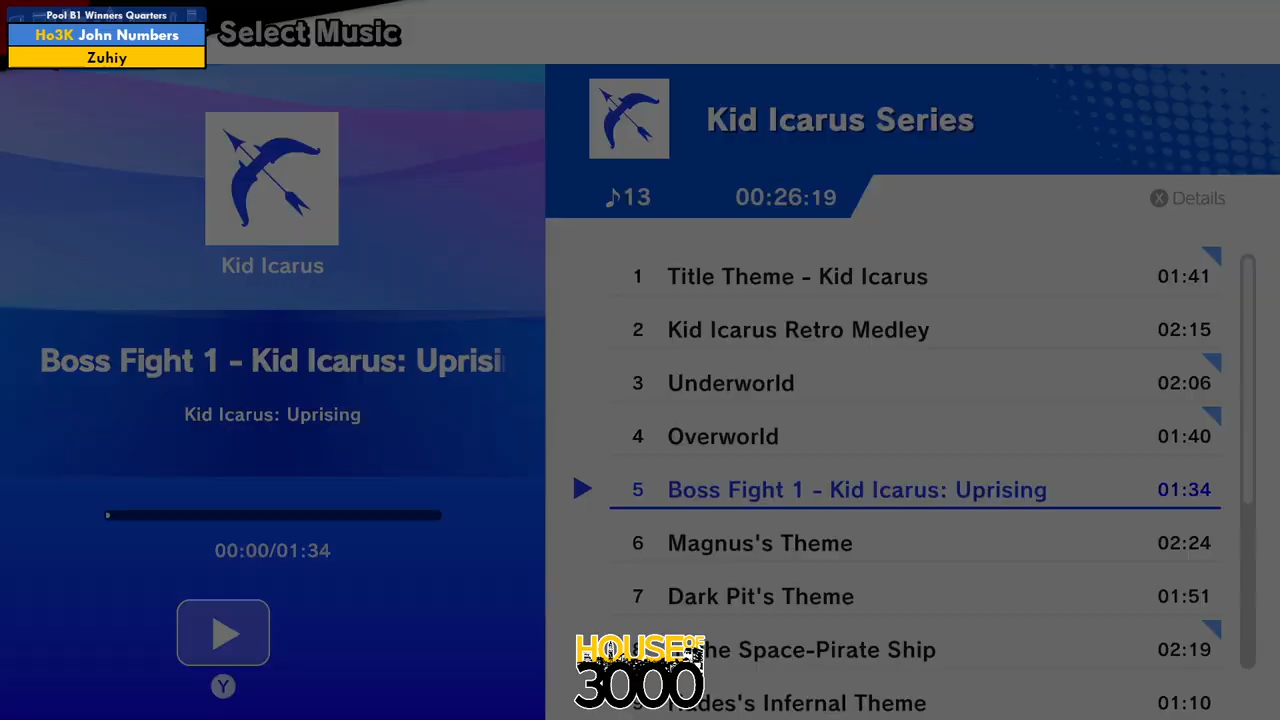 Pool B1 Winners Quarters
Ho3K John Numbers
Zuhiy
Select Music
Kid Icarus
Boss Fight 1 - Kid Icarus: Uprisi
Kid Icarus: Uprising
00:00/01:34
Y
Kid Icarus Series
♪13 00:26:19
X Details
1 Title Theme - Kid Icarus 01:41
2 Kid Icarus Retro Medley 02:15
3 Underworld 02:06
4 Overworld 01:40
5 Boss Fight 1 - Kid Icarus: Uprising 01:34
6 Magnus's Theme 02:24
7 Dark Pit's Theme 01:51
he Space-Pirate Ship 02:19
ades's Infernal Theme 01:10
HOUSE OF
3000